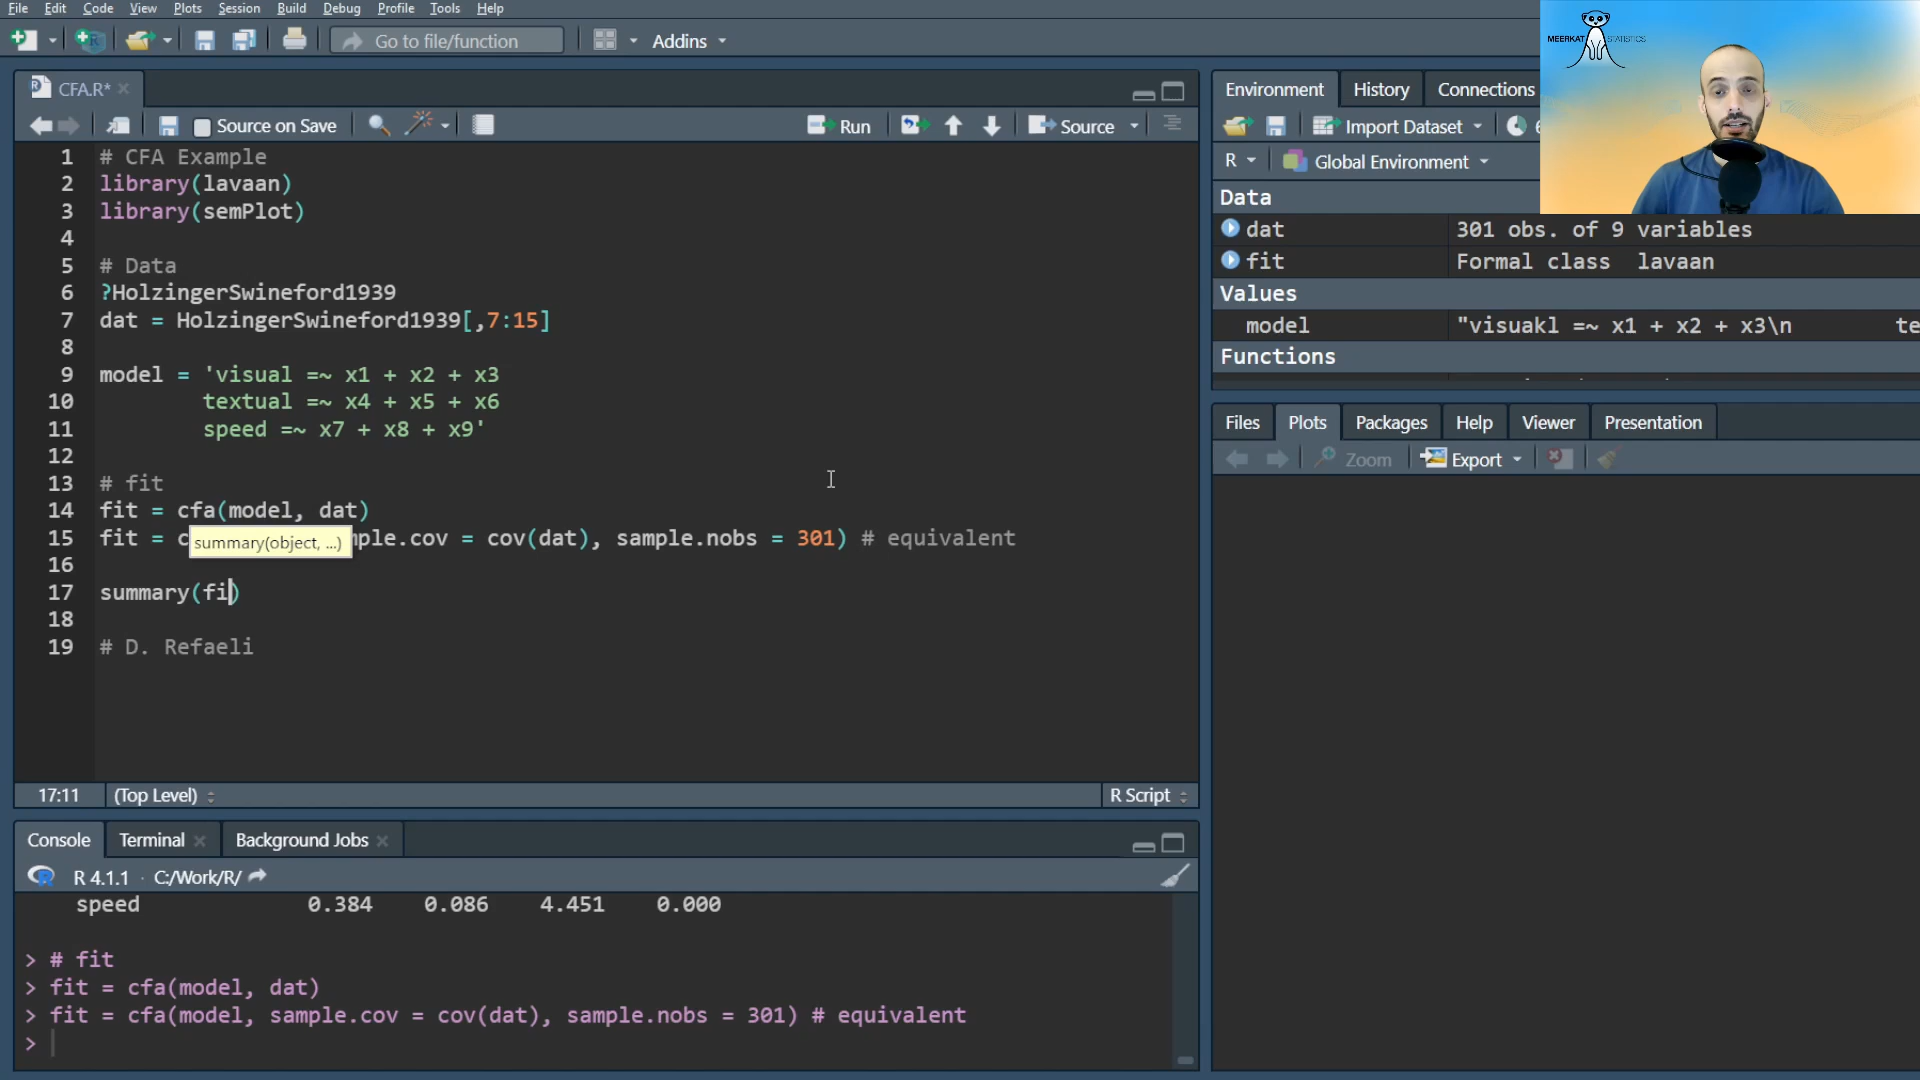 File Edit Code View Plots Session Build Debug Profile Tools Help
Go to file/function Addins
MEERKAT STATISTICS
CFA.R*
Source on Save Run Source
1 # CFA Example
2 library(lavaan)
3 library(semPlot)
4
5 # Data
6 ?HolzingerSwineford1939
7 dat = HolzingerSwineford1939[,7:15]
8
9 model = 'visual =~ x1 + x2 + x3
10 textual =~ x4 + x5 + x6
11 speed =~ x7 + x8 + x9'
12
13 # fit
14 fit = cfa(model, dat)
15 fit = c mple.cov = cov(dat), sample.nobs = 301) # equivalent
summary(object, ...)
16
17 summary(fi)
18
19 # D. Refaeli
17:11 (Top Level) R Script
Console Terminal Background Jobs
R 4.1.1 · C:/Work/R/
speed 0.384 0.086 4.451 0.000
> # fit
> fit = cfa(model, dat)
> fit = cfa(model, sample.cov = cov(dat), sample.nobs = 301) # equivalent
>
Environment History Connections
Import Dataset 6
R Global Environment
Data
dat 301 obs. of 9 variables
fit Formal class lavaan
Values
model "visuakl =~ x1 + x2 + x3\n te
Functions
Files Plots Packages Help Viewer Presentation
Zoom Export